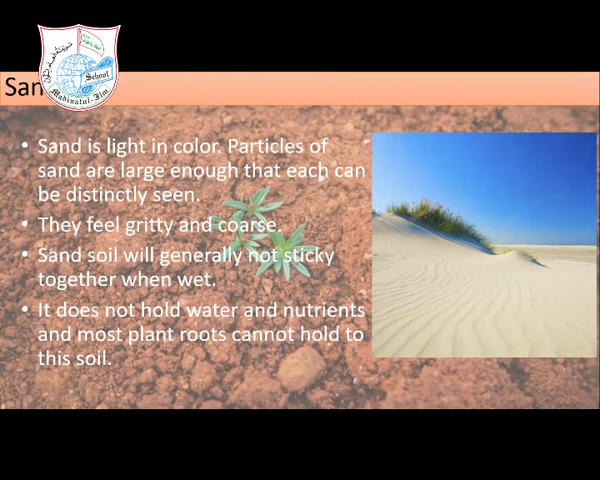 San
School
Madinatul-Ilm
• Sand is light in color. Particles of
sand are large enough that each can
be distinctly seen.
• They feel gritty and coarse.
• Sand soil will generally not sticky
together when wet.
• It does not hold water and nutrients
and most plant roots cannot hold to
this soil.